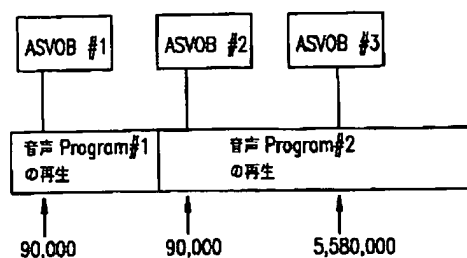 ASVOB #1
ASVOB #2
ASVOB #3
音声 Program#1
の再生
音声 Program#2
の再生
90,000
90,000
5,580,000